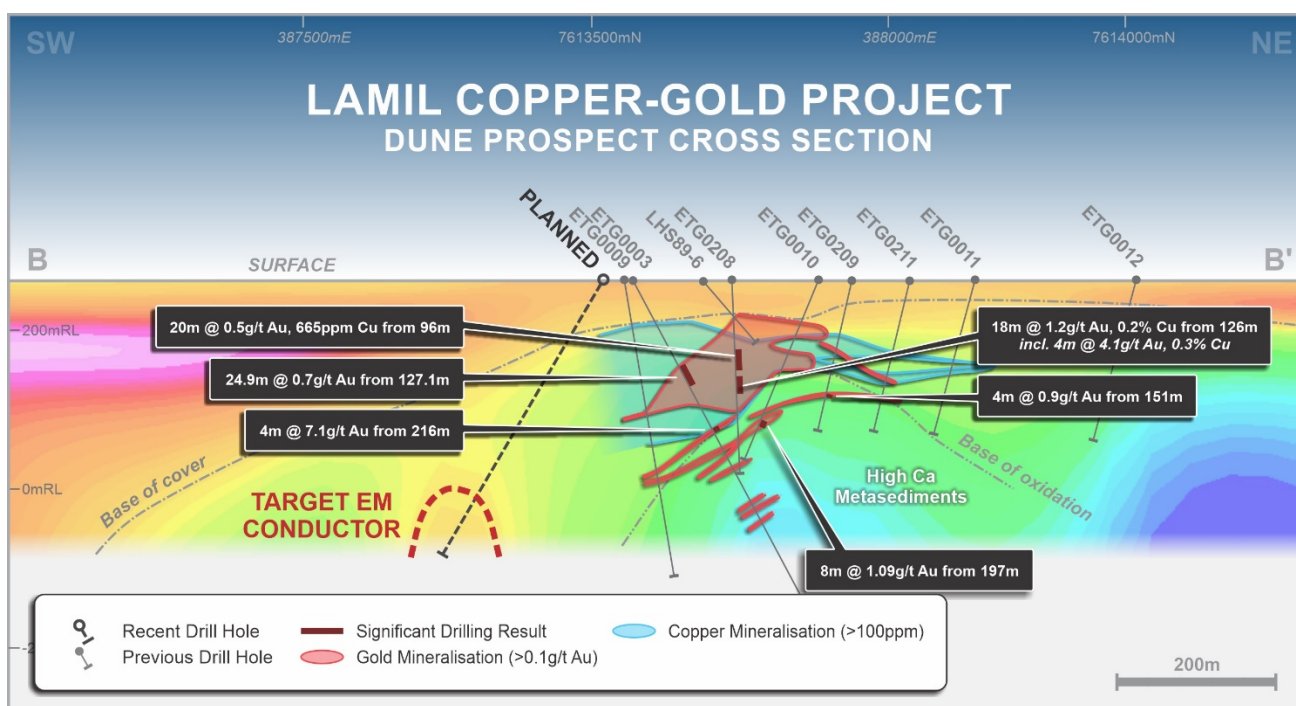 SW
387500mE
7613500mN
388000mE
7614000mN
NE
LAMIL COPPER-GOLD PROJECT
DUNE PROSPECT CROSS SECTION
PLANNED
ETG0009
ETG0003
LHS89-6
ETG0208
ETG0010
ETG0209
ETG0211
ETG0011
ETG0012
B
SURFACE
B'
200mRL
20m @ 0.5g/t Au, 665ppm Cu from 96m
18m @ 1.2g/t Au, 0.2% Cu from 126m
incl. 4m @ 4.1g/t Au, 0.3% Cu
24.9m @ 0.7g/t Au from 127.1m
4m @ 0.9g/t Au from 151m
4m @ 7.1g/t Au from 216m
Base of cover
Base of oxidation
0mRL
High Ca
Metasediments
TARGET EM
CONDUCTOR
8m @ 1.09g/t Au from 197m
Recent Drill Hole
Significant Drilling Result
Copper Mineralisation (>100ppm)
Previous Drill Hole
Gold Mineralisation (>0.1g/t Au)
200m